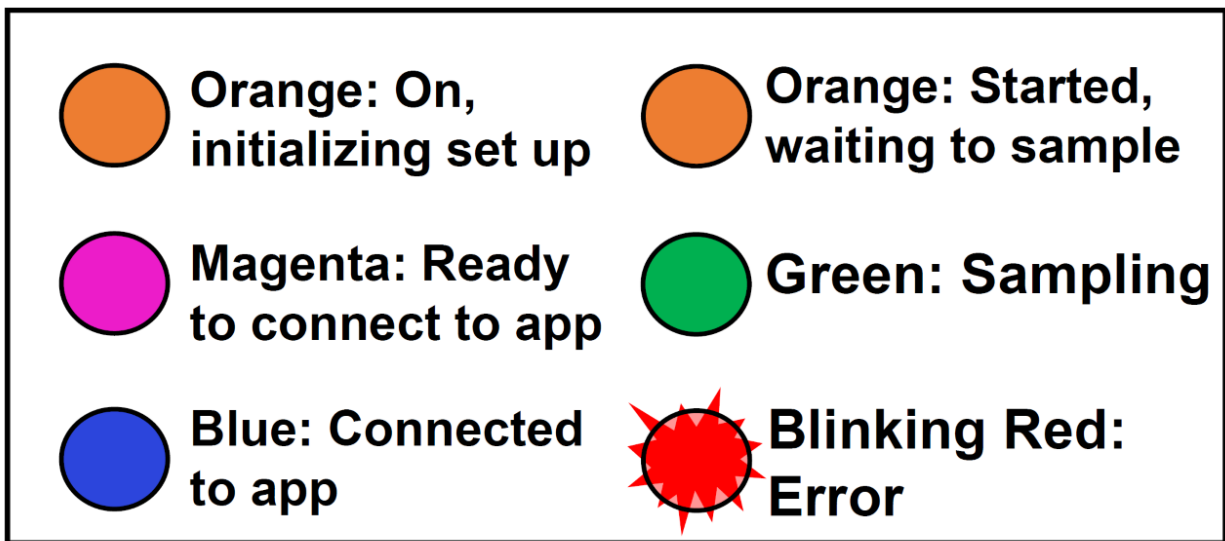 Orange: On,
initializing set up
Magenta: Ready
to connect to app
Blue: Connected
to app
Orange: Started,
waiting to sample
Green: Sampling
Blinking Red:
Error